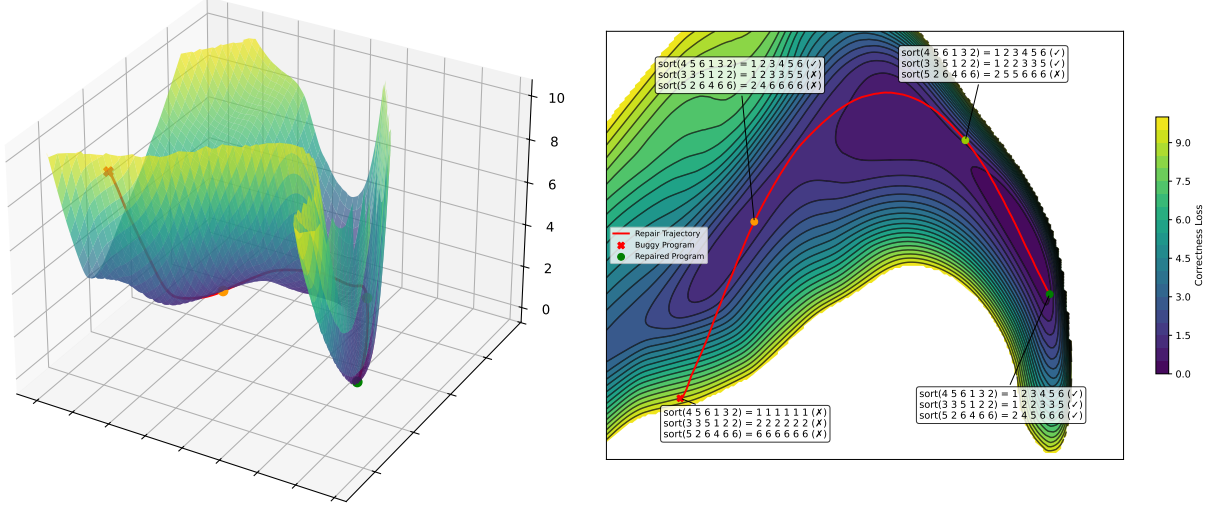 10
8
6
4
2
0
sort(4 5 6 1 3 2) = 1 2 3 4 5 6 (✓)
sort(3 3 5 1 2 2) = 1 2 3 3 5 5 (✗)
sort(5 2 6 4 6 6) = 2 4 6 6 6 6 (✗)
sort(4 5 6 1 3 2) = 1 2 3 4 5 6 (✓)
sort(3 3 5 1 2 2) = 1 2 2 3 3 5 (✓)
sort(5 2 6 4 6 6) = 2 5 5 6 6 6 (✗)
Repair Trajectory
Buggy Program
Repaired Program
sort(4 5 6 1 3 2) = 1 1 1 1 1 1 (✗)
sort(3 3 5 1 2 2) = 2 2 2 2 2 2 (✗)
sort(5 2 6 4 6 6) = 6 6 6 6 6 6 (✗)
sort(4 5 6 1 3 2) = 1 2 3 4 5 6 (✓)
sort(3 3 5 1 2 2) = 1 2 2 3 3 5 (✓)
sort(5 2 6 4 6 6) = 2 4 5 6 6 6 (✓)
9.0
7.5
6.0
4.5
3.0
1.5
0.0
Correctness Loss